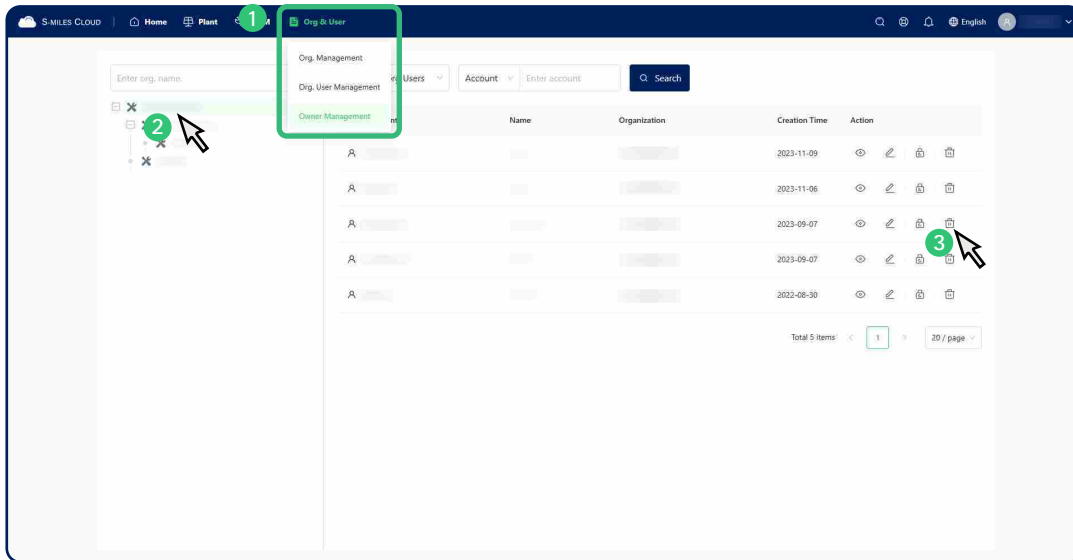 S-MILES CLOUD
Home
Plant
1
M
Org & User
English
Org. Management
Org. User Management
Owner Management
Enter org. name.
Users
Account
Enter account
Search
2
Name
Organization
Creation Time
Action
2023-11-09
2023-11-06
2023-09-07
3
2023-09-07
2022-08-30
Total 5 items
1
20 / page